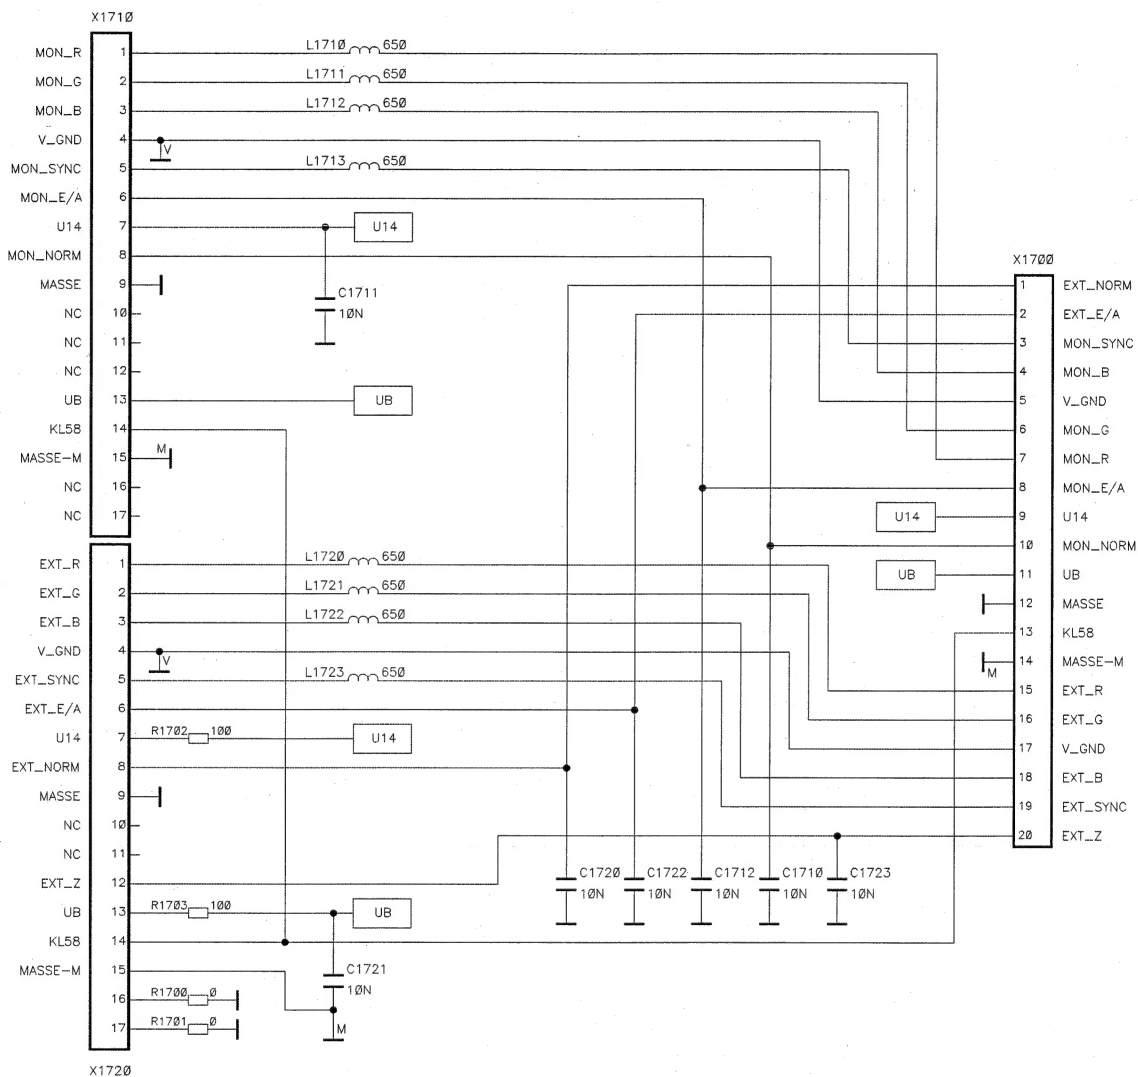 X1710
MON_R 1 L1710 650
MON_G 2 L1711 650
MON_B 3 L1712 650
V_GND 4 V
MON_SYNC 5 L1713 650
MON_E/A 6
U14 7 U14
MON_NORM 8
MASSE 9
C1711
10N
NC 10
NC 11
NC 12
UB 13 UB
KL58 14
MASSE-M 15 M
NC 16
NC 17
X1700
1 EXT_NORM
2 EXT_E/A
3 MON_SYNC
4 MON_B
5 V_GND
6 MON_G
7 MON_R
8 MON_E/A
U14 9 U14
10 MON_NORM
UB 11 UB
12 MASSE
13 KL58
M 14 MASSE-M
15 EXT_R
16 EXT_G
17 V_GND
18 EXT_B
19 EXT_SYNC
20 EXT_Z
EXT_R 1 L1720 650
EXT_G 2 L1721 650
EXT_B 3 L1722 650
V_GND 4 V
EXT_SYNC 5 L1723 650
EXT_E/A 6
U14 7 R1702 100 U14
EXT_NORM 8
MASSE 9
NC 10
NC 11
EXT_Z 12
C1720 C1722 C1712 C1710 C1723
10N 10N 10N 10N 10N
UB 13 R1703 100 UB
KL58 14
MASSE-M 15
C1721
10N
16 R1700 0
17 R1701 0
M
X1720